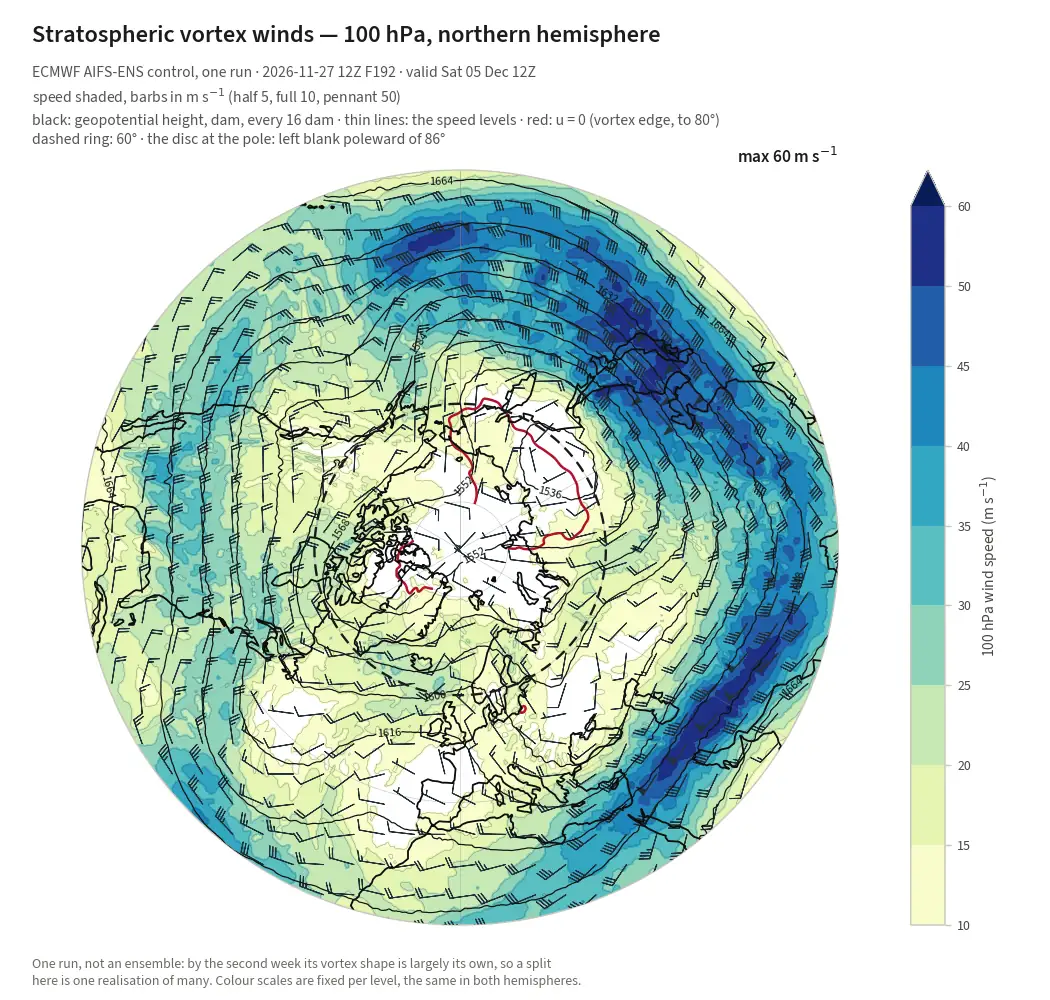 Stratospheric vortex winds — 100 hPa, northern hemisphere
ECMWF AIFS-ENS control, one run · 2026-11-27 12Z F192 · valid Sat 05 Dec 12Z
speed shaded, barbs in m s⁻¹ (half 5, full 10, pennant 50)
black: geopotential height, dam, every 16 dam · thin lines: the speed levels · red: u = 0 (vortex edge, to 80°)
dashed ring: 60° · the disc at the pole: left blank poleward of 86°
max 60 m s⁻¹
1664
60
50
1632
1664
45
40
1552
1664
1536
35
1568
1552
30
25
1664
1600
1616
20
15
10
100 hPa wind speed (m s⁻¹)
One run, not an ensemble: by the second week its vortex shape is largely its own, so a split
here is one realisation of many. Colour scales are fixed per level, the same in both hemispheres.